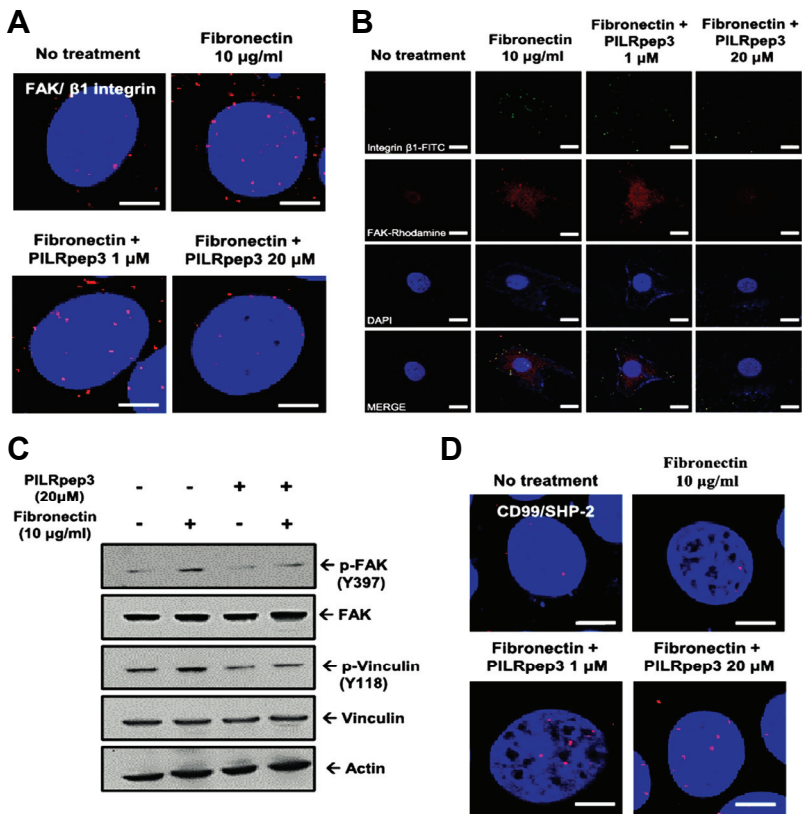 A
No treatment
Fibronectin
10 µg/ml
FAK/ β1 integrin
Fibronectin +
PILRpep3 1 µM
Fibronectin +
PILRpep3 20 µM
B
No treatment
Fibronectin
10 µg/ml
Fibronectin +
PILRpep3
1 µM
Fibronectin +
PILRpep3
20 µM
Integrin β1-FITC
FAK-Rhodamine
DAPI
MERGE
C
PILRpep3
(20µM)
- - + +
Fibronectin
(10 µg/ml)
- + - +
← p-FAK
(Y397)
← FAK
← p-Vinculin
(Y118)
← Vinculin
← Actin
D
No treatment
Fibronectin
10 µg/ml
CD99/SHP-2
Fibronectin +
PILRpep3 1 µM
Fibronectin +
PILRpep3 20 µM